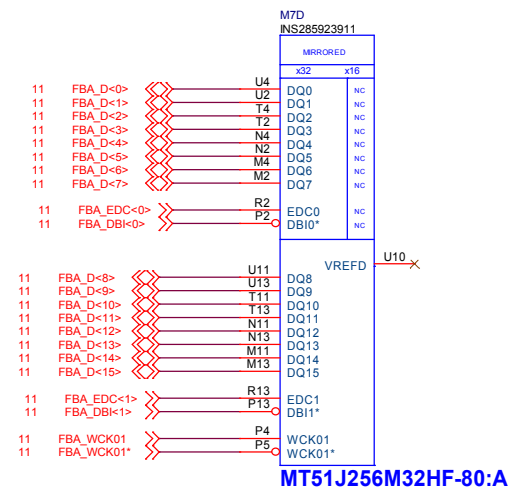 M7D
INS285923911
MIRRORED
x32 x16
11 FBA_D<0> U4 DQ0 NC
11 FBA_D<1> U2 DQ1 NC
11 FBA_D<2> T4 DQ2 NC
11 FBA_D<3> T2 DQ3 NC
11 FBA_D<4> N4 DQ4 NC
11 FBA_D<5> N2 DQ5 NC
11 FBA_D<6> M4 DQ6 NC
11 FBA_D<7> M2 DQ7 NC
11 FBA_EDC<0> R2 EDC0 NC
11 FBA_DBI<0> P2 DBI0* NC
VREFD U10
11 FBA_D<8> U11 DQ8
11 FBA_D<9> U13 DQ9
11 FBA_D<10> T11 DQ10
11 FBA_D<11> T13 DQ11
11 FBA_D<12> N11 DQ12
11 FBA_D<13> N13 DQ13
11 FBA_D<14> M11 DQ14
11 FBA_D<15> M13 DQ15
11 FBA_EDC<1> R13 EDC1
11 FBA_DBI<1> P13 DBI1*
11 FBA_WCK01 P4 WCK01
11 FBA_WCK01* P5 WCK01*
MT51J256M32HF-80:A